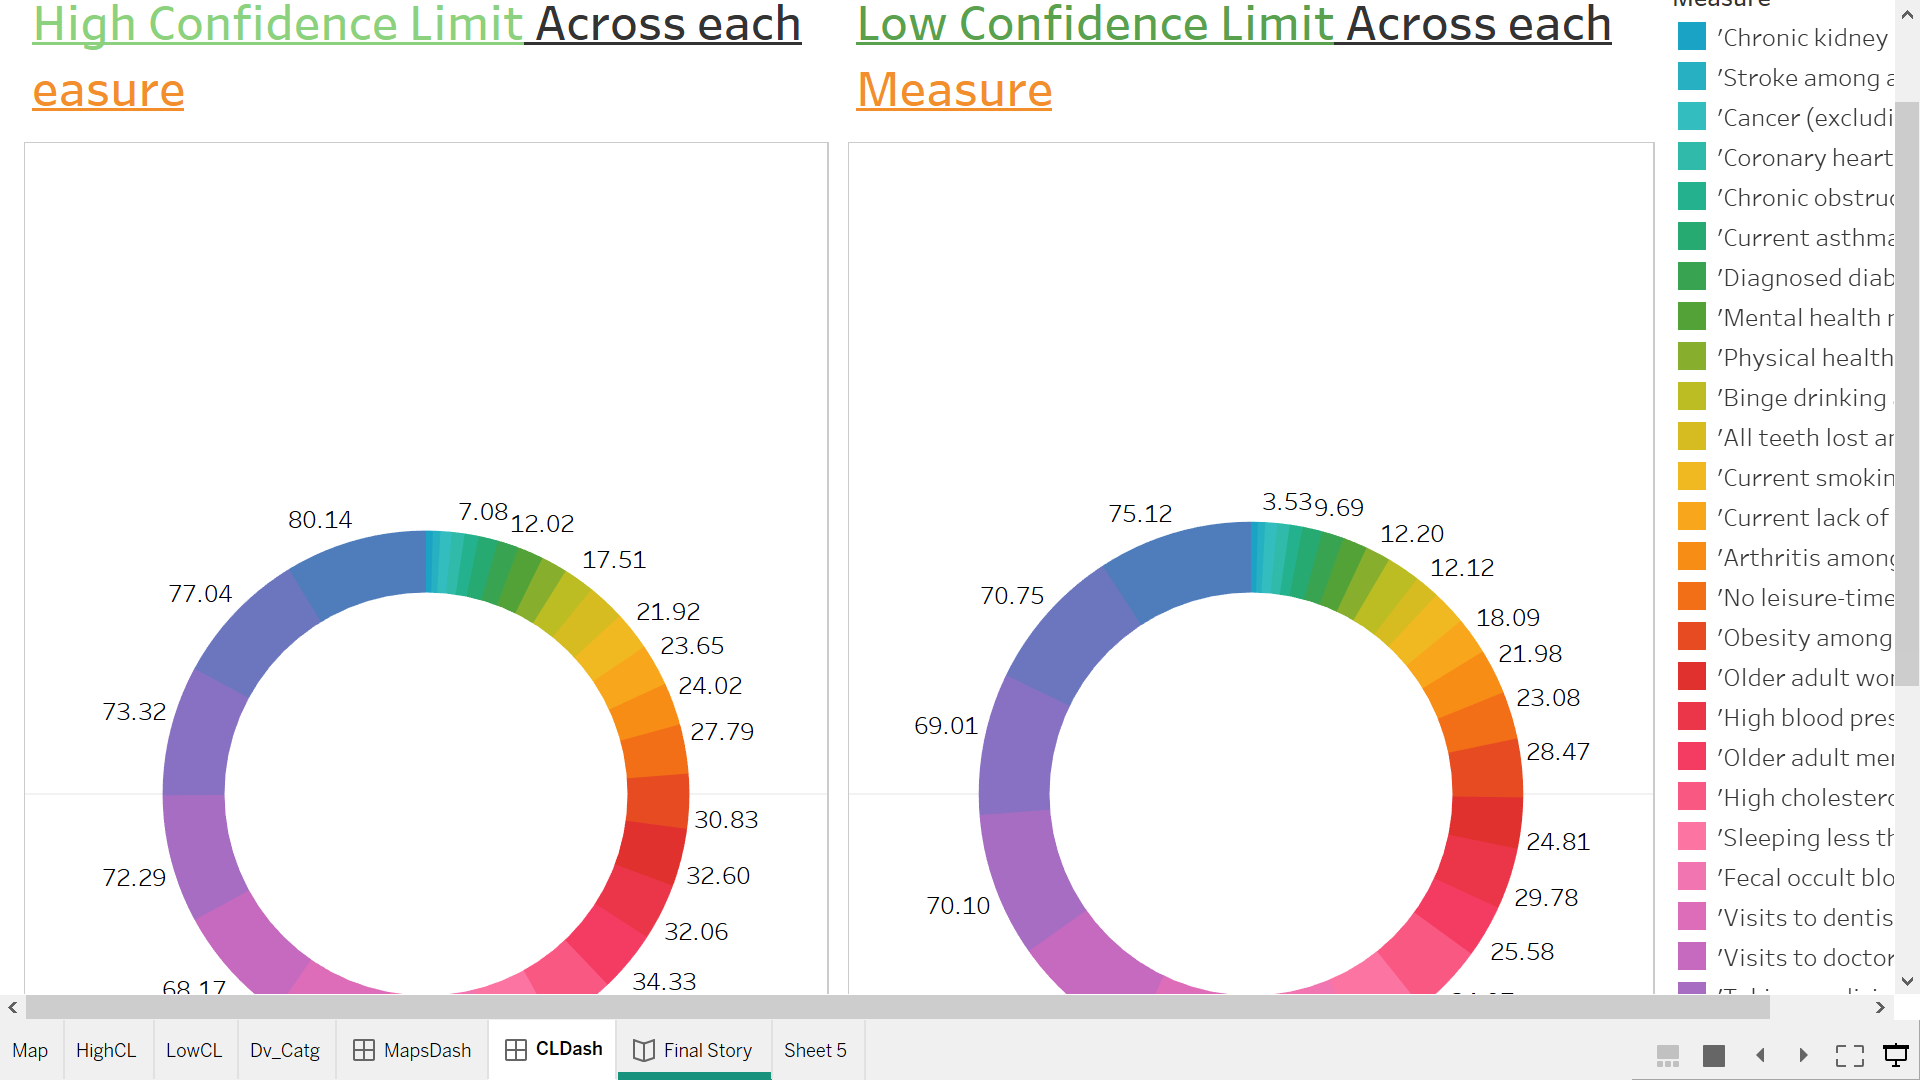 High Confidence Limit Across each
easure
Low Confidence Limit Across each
Measure
80.14
7.08
12.02
17.51
77.04
21.92
23.65
24.02
73.32
27.79
30.83
72.29
32.60
32.06
68.17
34.33
75.12
3.53
9.69
12.20
12.12
70.75
18.09
21.98
23.08
69.01
28.47
24.81
70.10
29.78
25.58
Measure
'Chronic kidney
'Stroke among a
'Cancer (excludi
'Coronary heart
'Chronic obstruc
'Current asthma
'Diagnosed diab
'Mental health
'Physical health
'Binge drinking
'All teeth lost
'Current smokin
'Current lack of
'Arthritis among
'No leisure-time
'Obesity among
'Older adult wo
'High blood pres
'Older adult me
'High cholestero
'Sleeping less
'Fecal occult blo
'Visits to dentis
'Visits to doctor
Map
HighCL
LowCL
Dv_Catg
MapsDash
CLDash
Final Story
Sheet 5